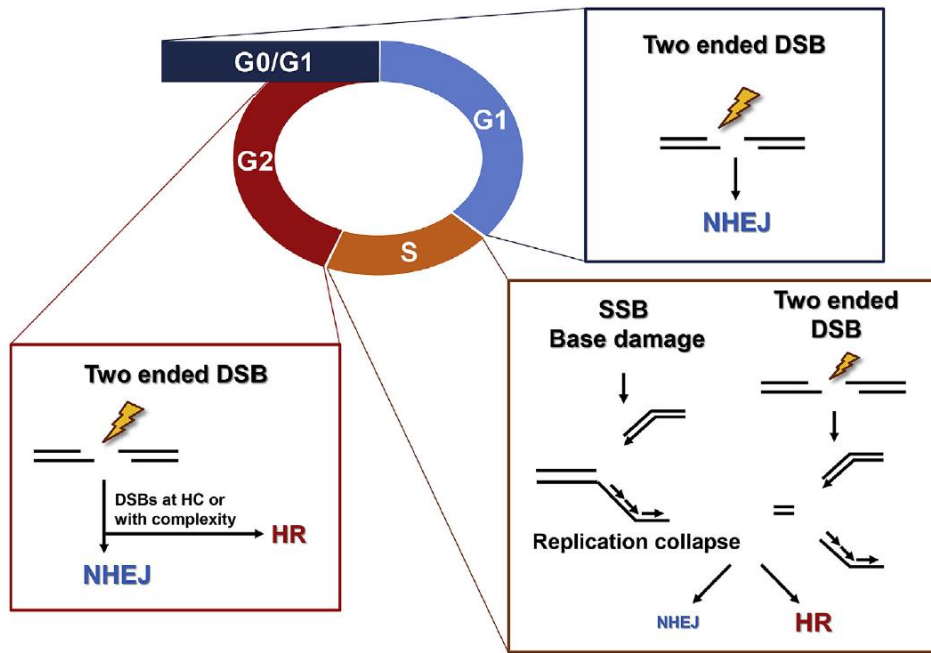 G0/G1
G1
G2
S
Two ended DSB
NHEJ
Two ended DSB
DSBs at HC or
with complexity
HR
NHEJ
SSB
Base damage
Two ended
DSB
Replication collapse
NHEJ
HR